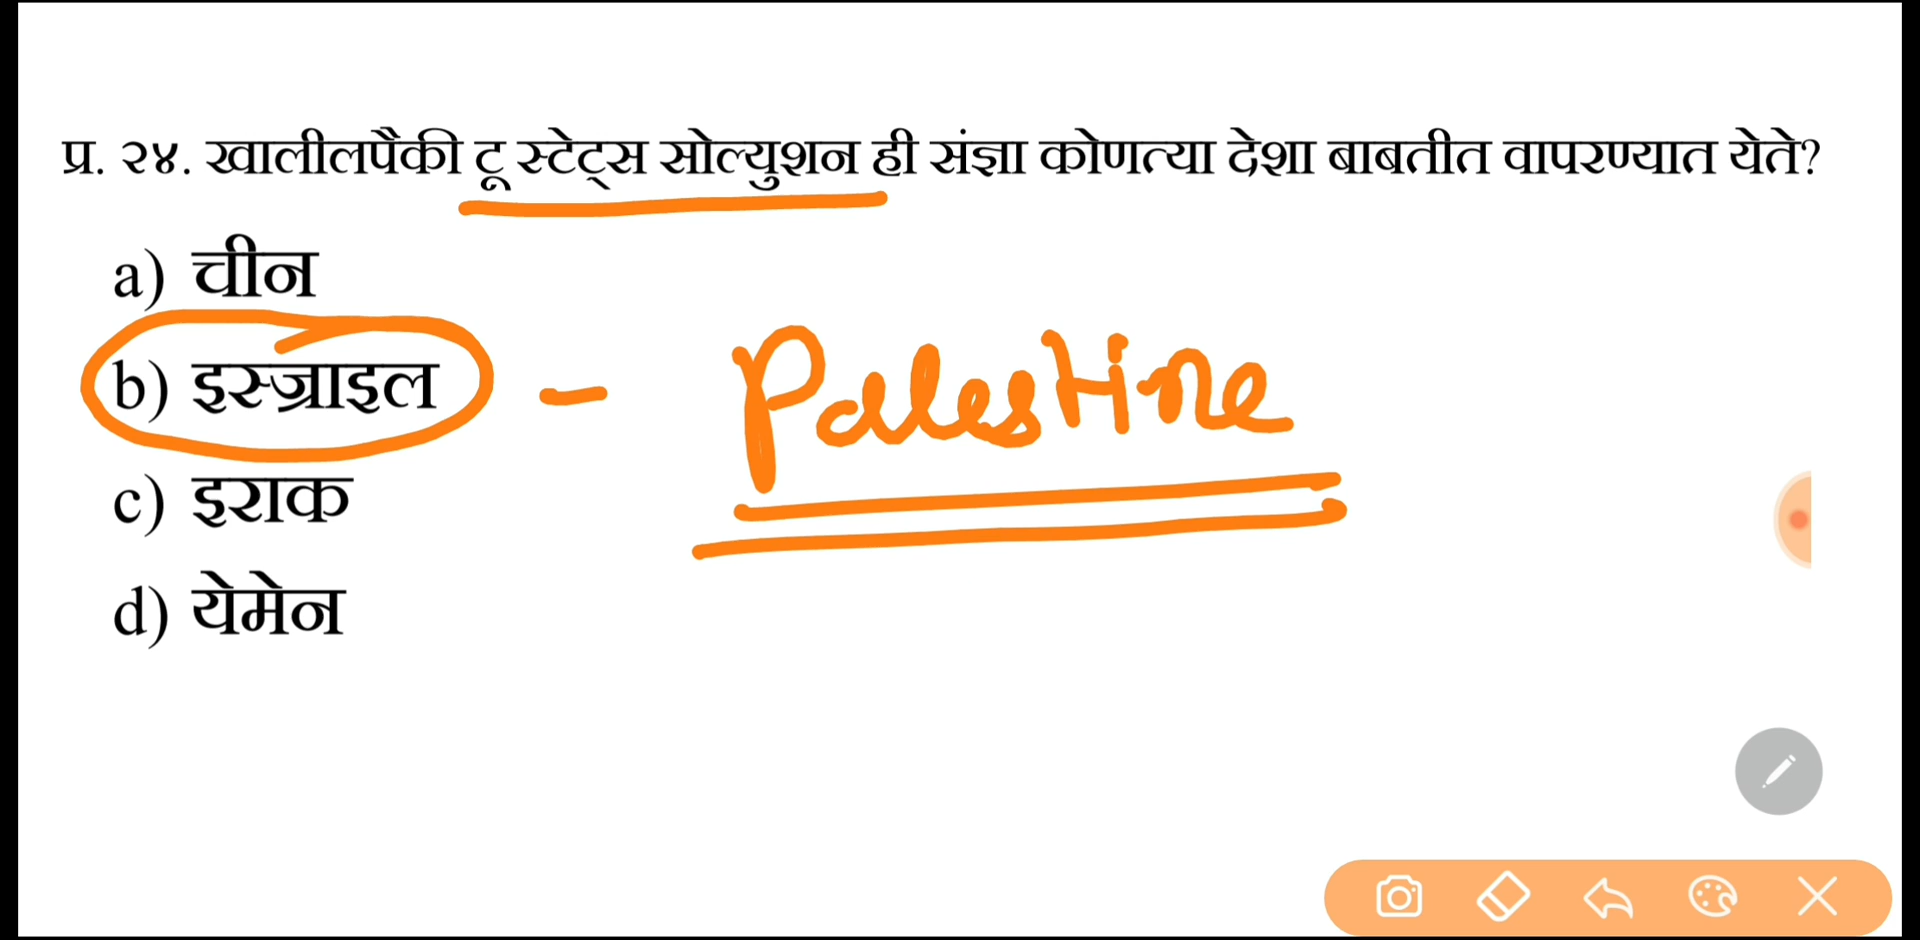 प्र. २४. खालीलपैकी टू स्टेट्स सोल्युशन ही संज्ञा कोणत्या देशा बाबतीत वापरण्यात येते?
a) चीन
b) इस्ज्राइल - Palestine
c) इराक
d) येमेन